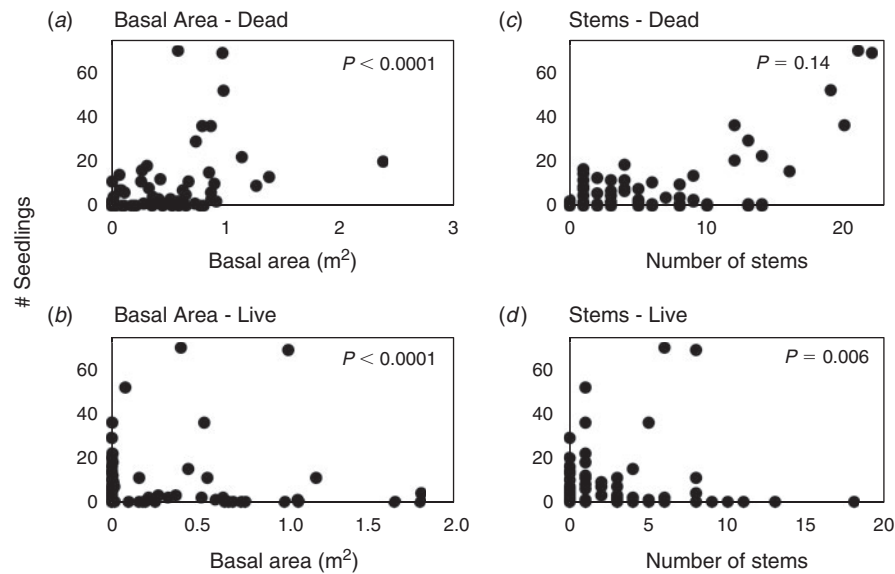 (a) Basal Area - Dead
P < 0.0001
60
40
20
0
0 1 2 3
Basal area (m²)
(c) Stems - Dead
P = 0.14
60
40
20
0
0 10 20
Number of stems
# Seedlings
(b) Basal Area - Live
P < 0.0001
60
40
20
0
0 0.5 1.0 1.5 2.0
Basal area (m²)
(d) Stems - Live
P = 0.006
60
40
20
0
0 5 10 15 20
Number of stems